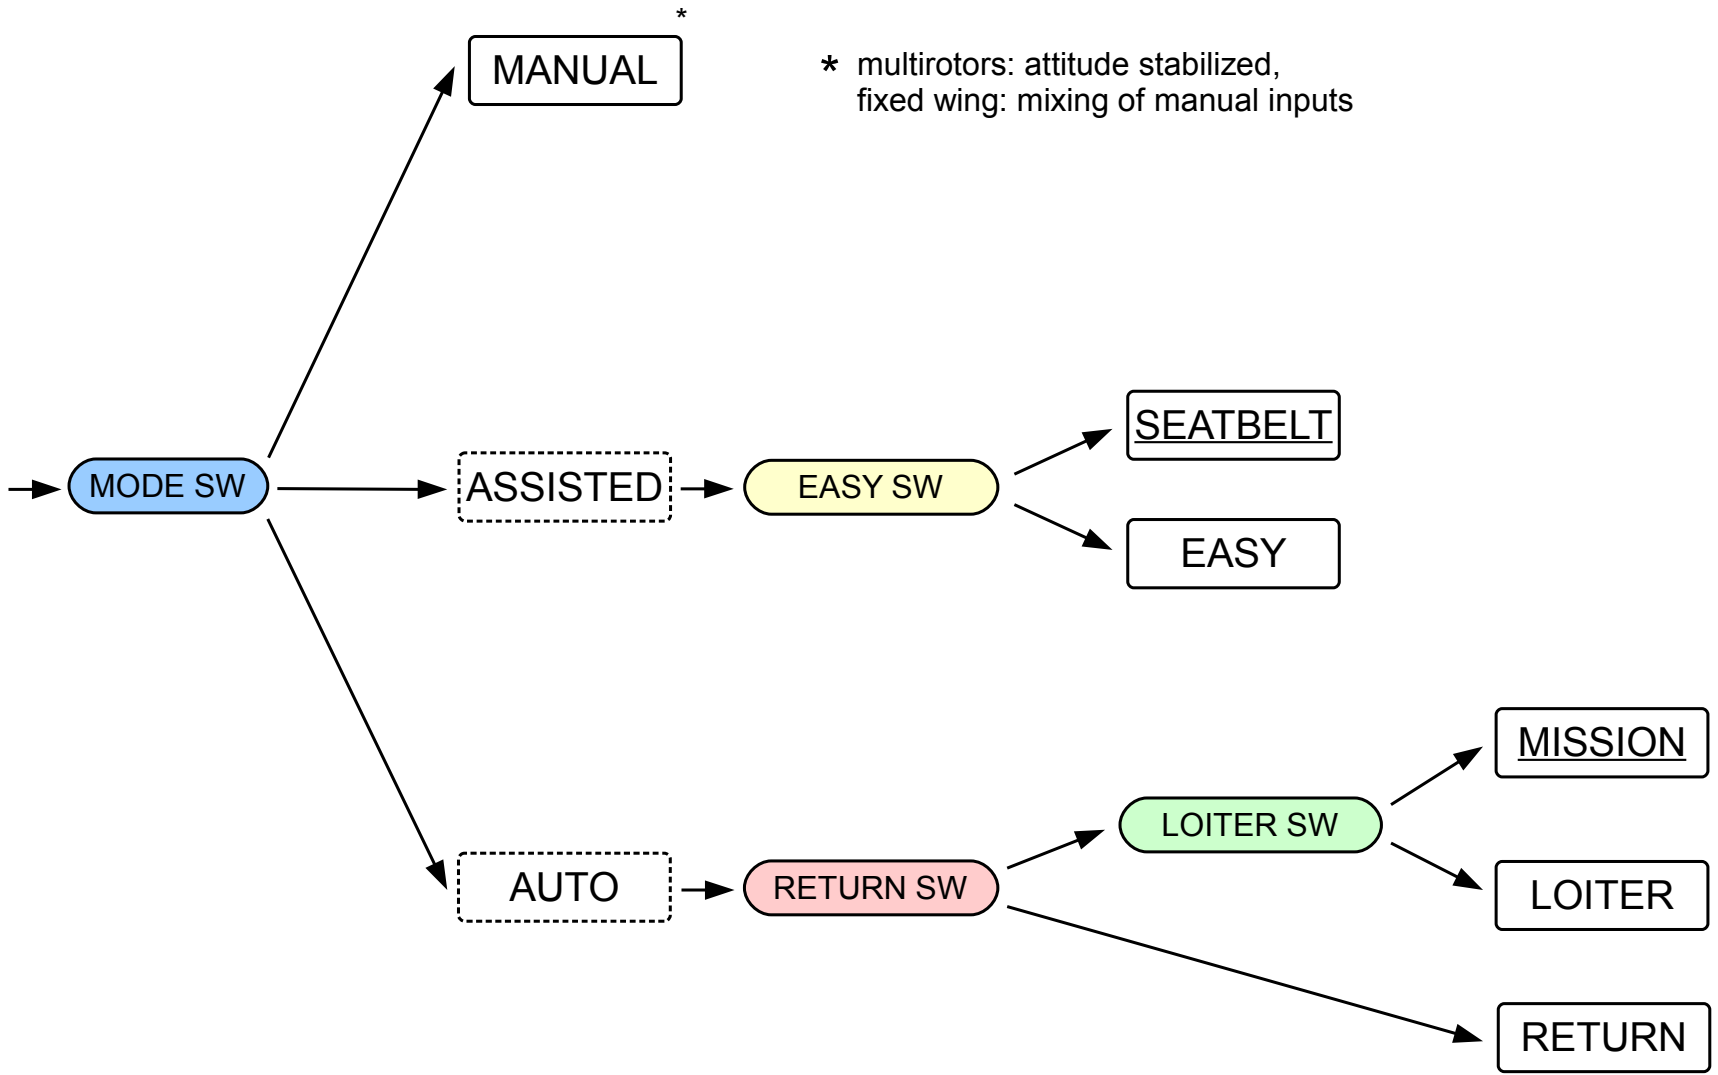 *
MANUAL
* multirotors: attitude stabilized,
fixed wing: mixing of manual inputs
SEATBELT
MODE SW
ASSISTED
EASY SW
EASY
MISSION
LOITER SW
AUTO
RETURN SW
LOITER
RETURN